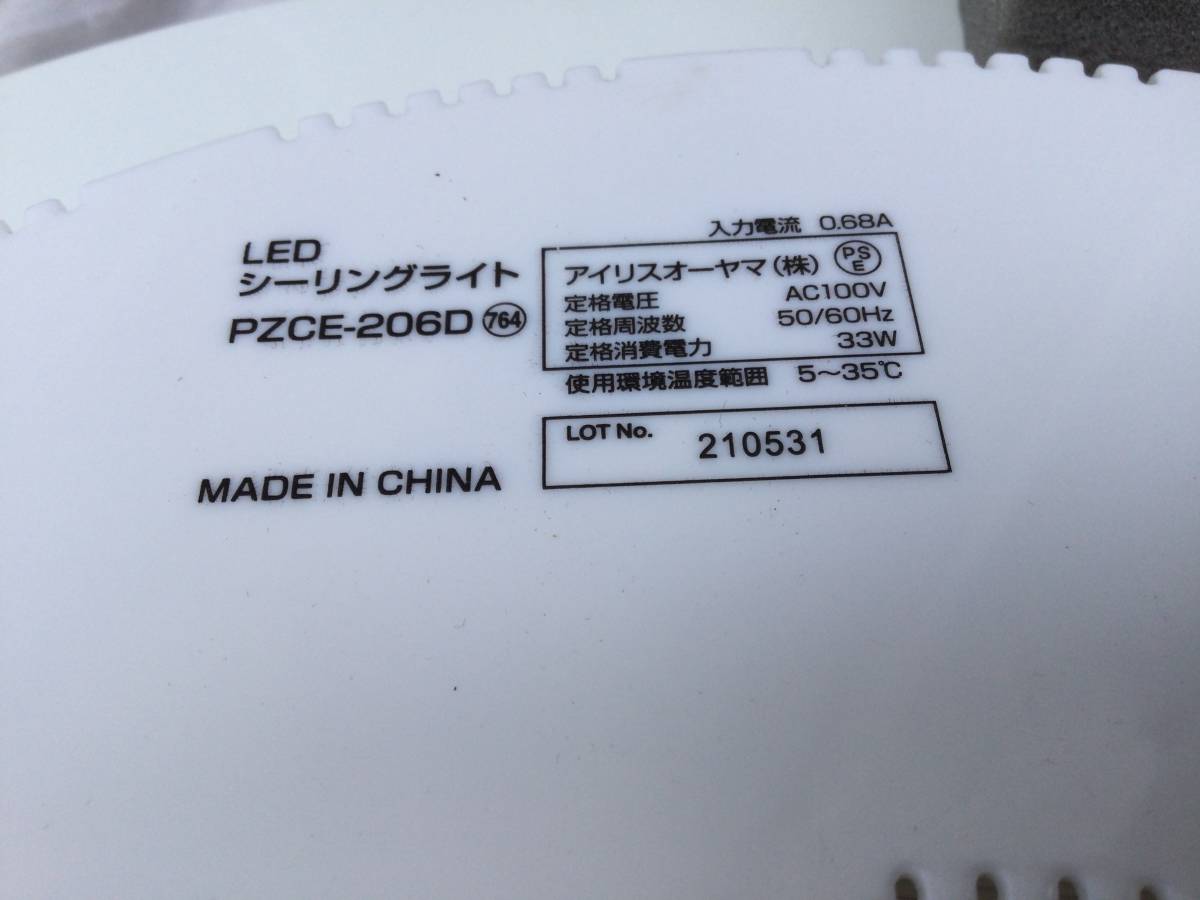 LED
シーリングライト
PZCE-206D 764
MADE IN CHINA
入力電流 0.68A
アイリスオーヤマ(株) PSE
定格電圧 AC100V
定格周波数 50/60Hz
定格消費電力 33W
使用環境温度範囲 5〜35℃
LOT No. 210531